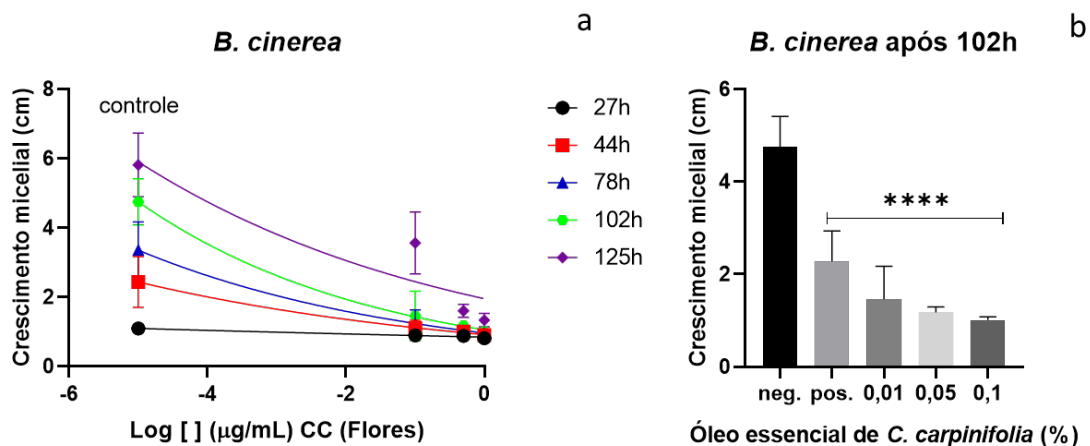 a
B. cinerea
Crescimento micelial (cm)
8
6
4
2
0
controle
-6
-4
-2
0
Log [ ] (μg/mL) CC (Flores)
27h
44h
78h
102h
125h
b
B. cinerea após 102h
Crescimento micelial (cm)
6
4
2
0
****
neg.
pos.
0,01
0,05
0,1
Óleo essencial de C. carpinifolia (%)